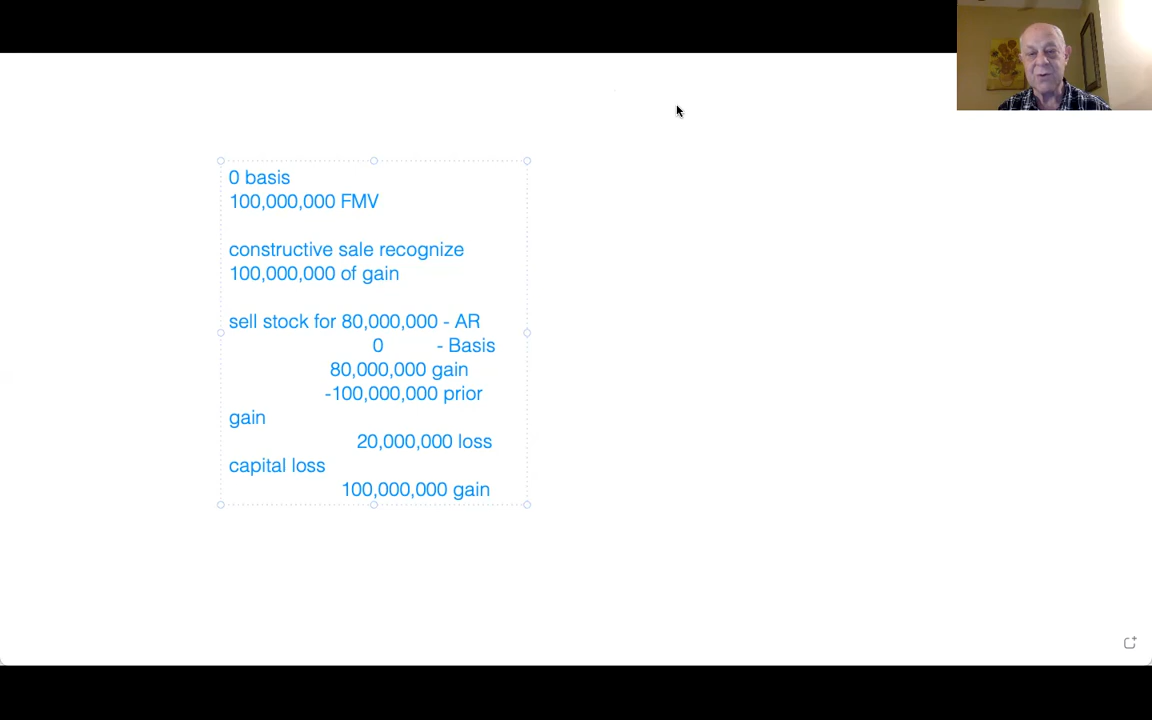 0 basis
100,000,000 FMV
constructive sale recognize
100,000,000 of gain
sell stock for 80,000,000 - AR
0 - Basis
80,000,000 gain
-100,000,000 prior
gain
20,000,000 loss
capital loss
100,000,000 gain